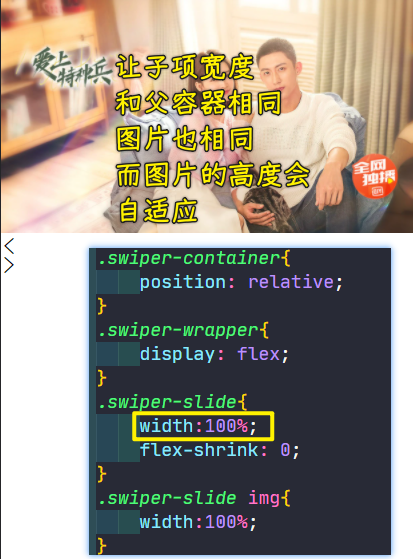 爱上
特种兵
让子项宽度
和父容器相同
图片也相同
而图片的高度会
自适应
全网
独播
<
>
.swiper-container{
position: relative;
}
.swiper-wrapper{
display: flex;
}
.swiper-slide{
width:100%;
flex-shrink: 0;
}
.swiper-slide img{
width:100%;
}